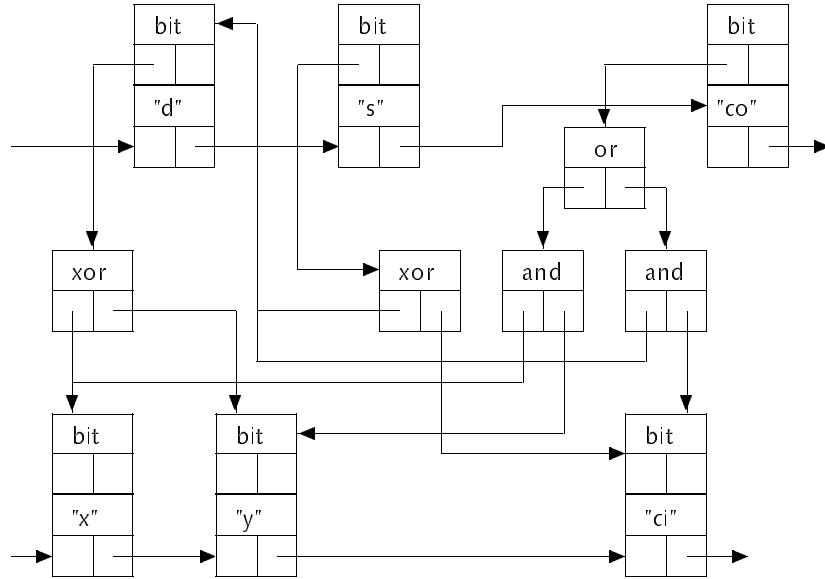 bit bit bit
"d" "s" "co"
or
xor xor and and
bit bit bit
"x" "y" "ci"